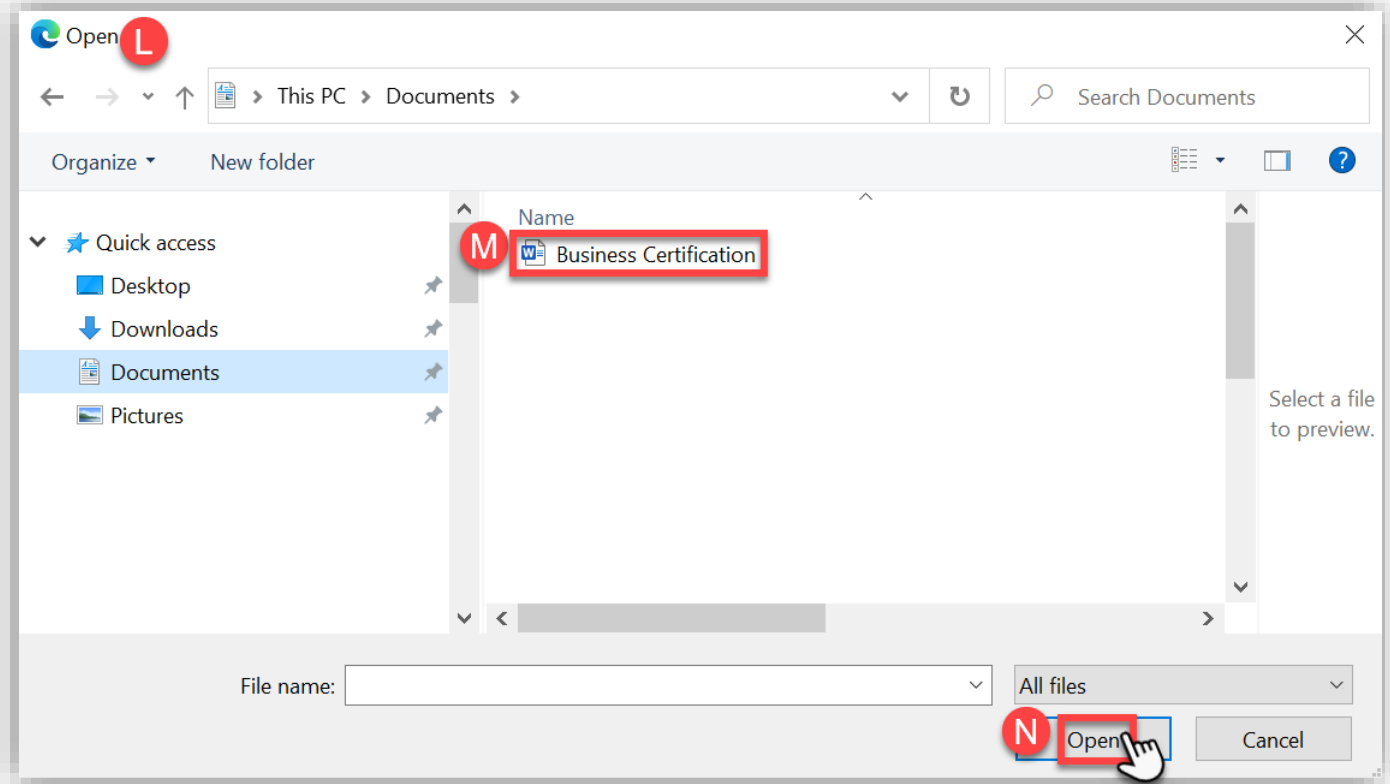 Open L
This PC Documents
Search Documents
Organize New folder
?
Name
Quick access
M Business Certification
Desktop
Downloads
Documents
Pictures
Select a file
to preview.
File name:
All files
N Open Cancel